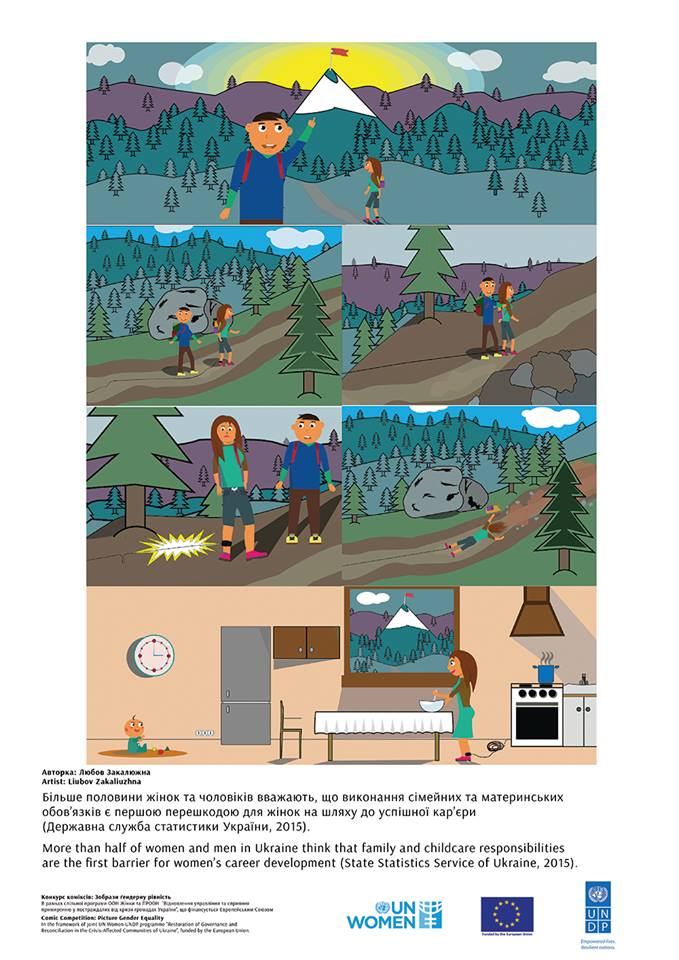 Авторка: Любов Закалюжна
Artist: Liubov Zakaliuzhna
Більше половини жінок та чоловіків вважають, що виконання сімейних та материнських
обов'язків є першою перешкодою для жінок на шляху до успішної кар'єри
(Державна служба статистики України, 2015).
More than half of women and men in Ukraine think that family and childcare responsibilities
are the first barrier for women's career development (State Statistics Service of Ukraine, 2015).
Конкурс коміксів: Зобрази ґендерну рівність
В рамках спільної програми ООН Жінки та ПРООН "Відновлення управління та сприяння
примиренню у постраждалих від кризи громадах України", що фінансується Європейським Союзом
Comic Competition: Picture Gender Equality
In the framework of joint UN Women-UNDP programme "Restoration of Governance and
Reconciliation in the Crisis-Affected Communities of Ukraine", funded by the European Union.
UN
WOMEN
Funded by the European Union
U N
D P
Empowered lives.
Resilient nations.